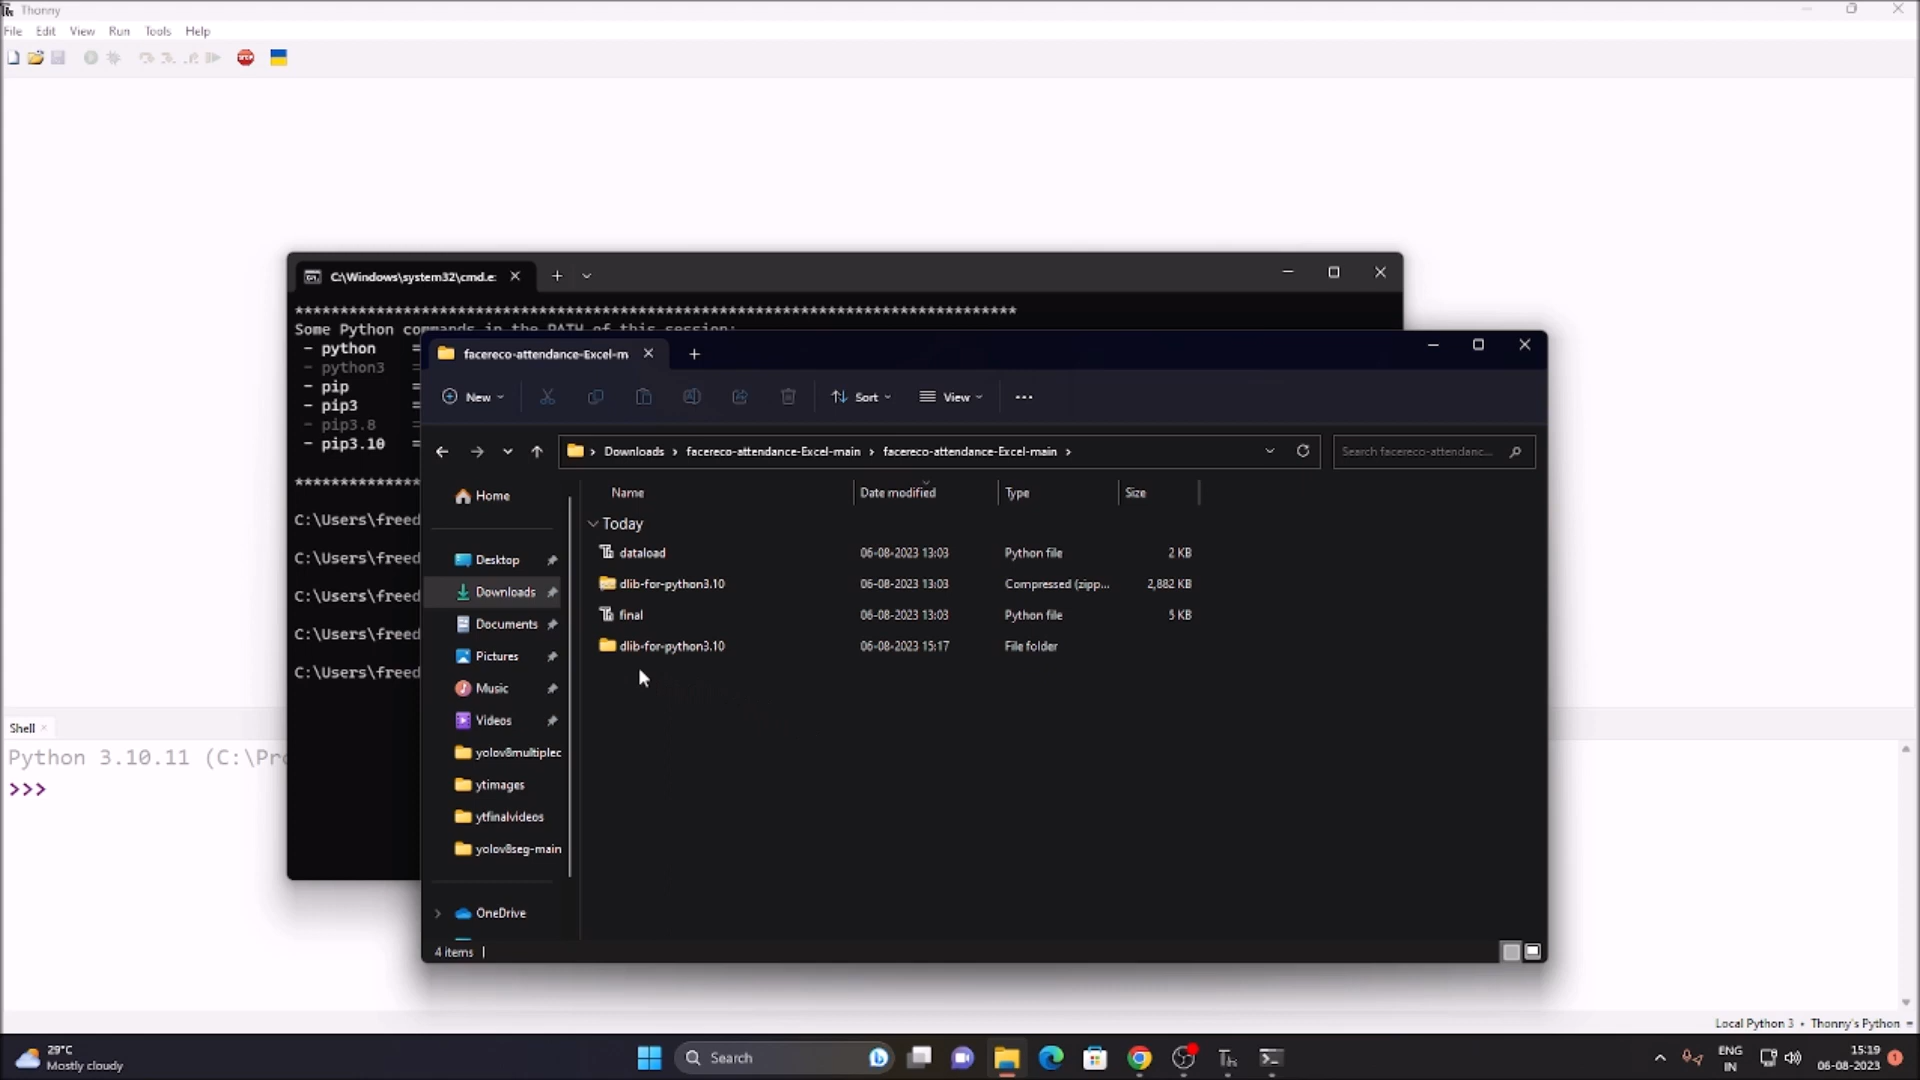 Thonny
File Edit View Run Tools Help
C:\Windows\system32\cmd.e:
********************************************************************************
Some Python commands in the PATH of this session:
- python =
- python3 =
- pip =
- pip3 =
- pip3.8 =
- pip3.10 =
C:\Users\freed
C:\Users\freed
C:\Users\freed
C:\Users\freed
C:\Users\freed
facereco-attendance-Excel-m
New Sort View
Downloads > facereco-attendance-Excel-main > facereco-attendance-Excel-main >
Search facereco-attendanc...
Home
Desktop
Downloads
Documents
Pictures
Music
Videos
yolov8multiplec
ytimages
ytfinalvideos
yolov8seg-main
OneDrive
Name Date modified Type Size
Today
dataload 06-08-2023 13:03 Python file 2 KB
dlib-for-python3.10 06-08-2023 13:03 Compressed (zipp... 2,882 KB
final 06-08-2023 13:03 Python file 5 KB
dlib-for-python3.10 06-08-2023 15:17 File folder
4 items
Shell
Python 3.10.11 (C:\Pro
>>>
Local Python 3 • Thonny's Python
29°C
Mostly cloudy
Search
ENG
IN
15:19
06-08-2023
1